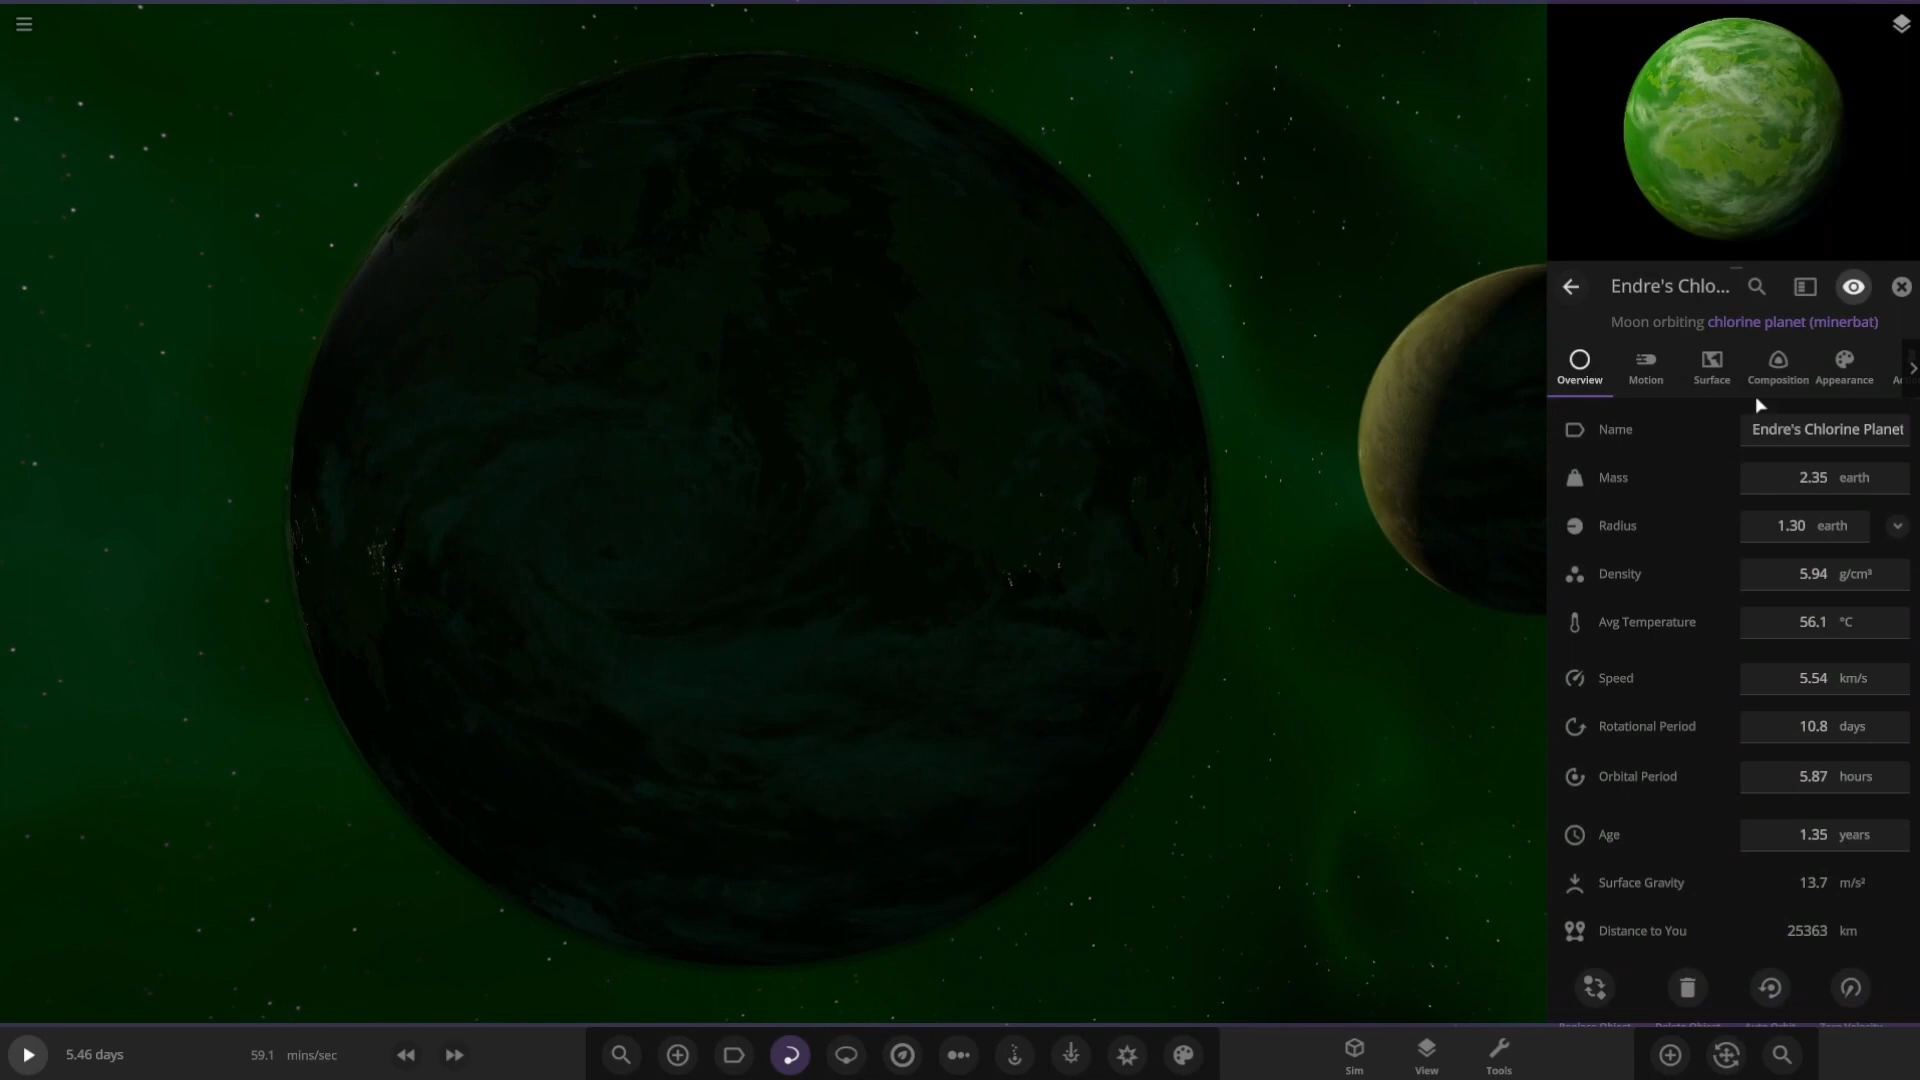 Endre's Chlo...
Moon orbiting chlorine planet (minerbat)
Overview
Motion
Surface
Composition
Appearance
Name
Endre's Chlorine Planet
Mass
2.35 earth
Radius
1.30 earth
Density
5.94 g/cm³
Avg Temperature
56.1 °C
Speed
5.54 km/s
Rotational Period
10.8 days
Orbital Period
5.87 hours
Age
1.35 years
Surface Gravity
13.7 m/s²
Distance to You
25363 km
5.46 days
59.1 mins/sec
Sim
View
Tools